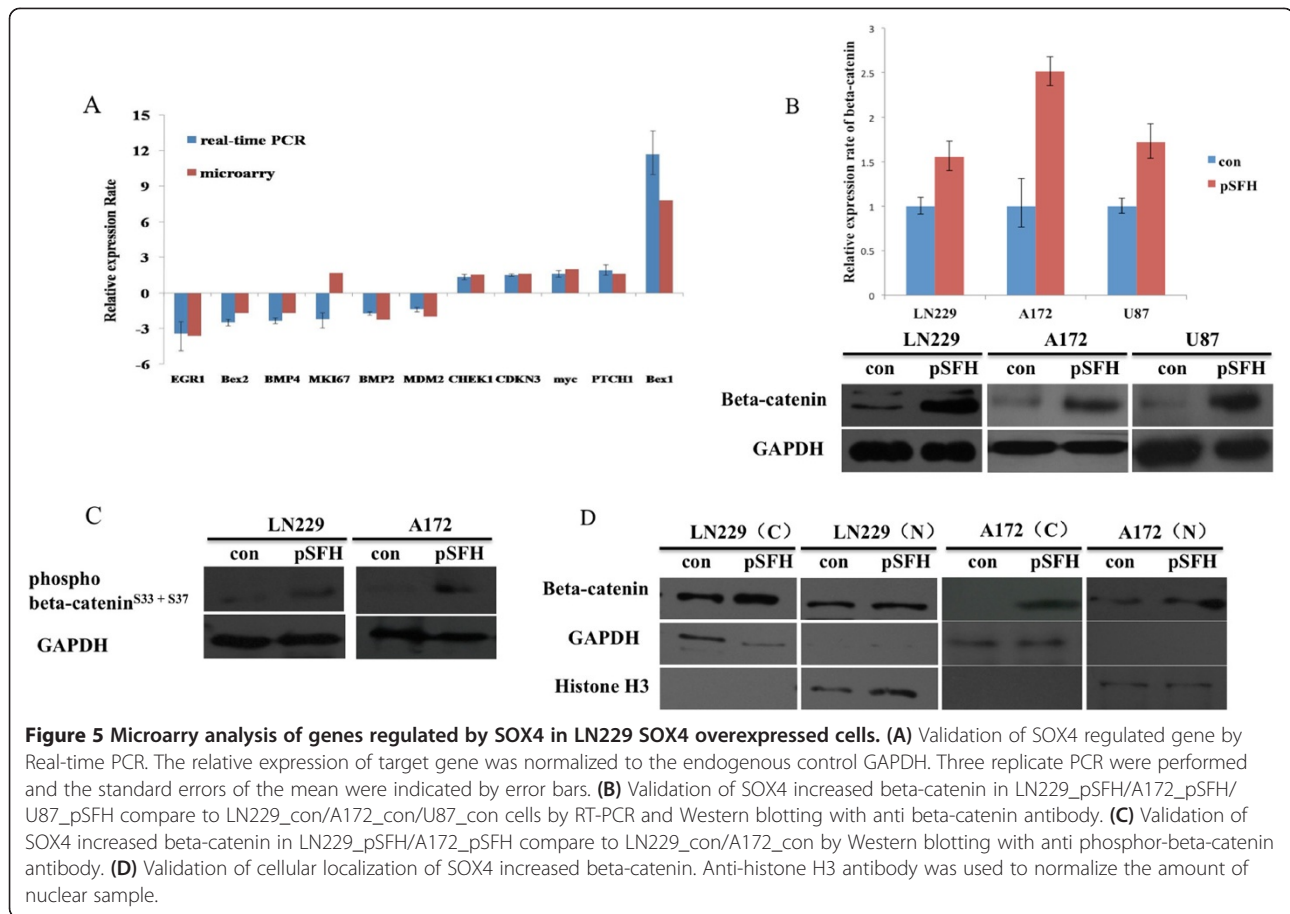 A
15
12
9
6
3
0
-3
-6
Relative expression Rate
real-time PCR
microarry
EGR1 Bex2 BMP4 MKI67 BMP2 MDM2 CHEK1 CDKN3 myc PTCH1 Bex1
B
3
2.5
2
1.5
1
0.5
0
Relative expression rate of beta-catenin
con
pSFH
LN229 A172 U87
LN229 A172 U87
con pSFH con pSFH con pSFH
Beta-catenin
GAPDH
C
LN229 A172
con pSFH con pSFH
phospho
beta-catenin S33 + S37
GAPDH
D
LN229（C） LN229（N） A172（C） A172（N）
con pSFH con pSFH con pSFH con pSFH
Beta-catenin
GAPDH
Histone H3
Figure 5 Microarry analysis of genes regulated by SOX4 in LN229 SOX4 overexpressed cells. (A) Validation of SOX4 regulated gene by
Real-time PCR. The relative expression of target gene was normalized to the endogenous control GAPDH. Three replicate PCR were performed
and the standard errors of the mean were indicated by error bars. (B) Validation of SOX4 increased beta-catenin in LN229_pSFH/A172_pSFH/
U87_pSFH compare to LN229_con/A172_con/U87_con cells by RT-PCR and Western blotting with anti beta-catenin antibody. (C) Validation of
SOX4 increased beta-catenin in LN229_pSFH/A172_pSFH compare to LN229_con/A172_con by Western blotting with anti phosphor-beta-catenin
antibody. (D) Validation of cellular localization of SOX4 increased beta-catenin. Anti-histone H3 antibody was used to normalize the amount of
nuclear sample.